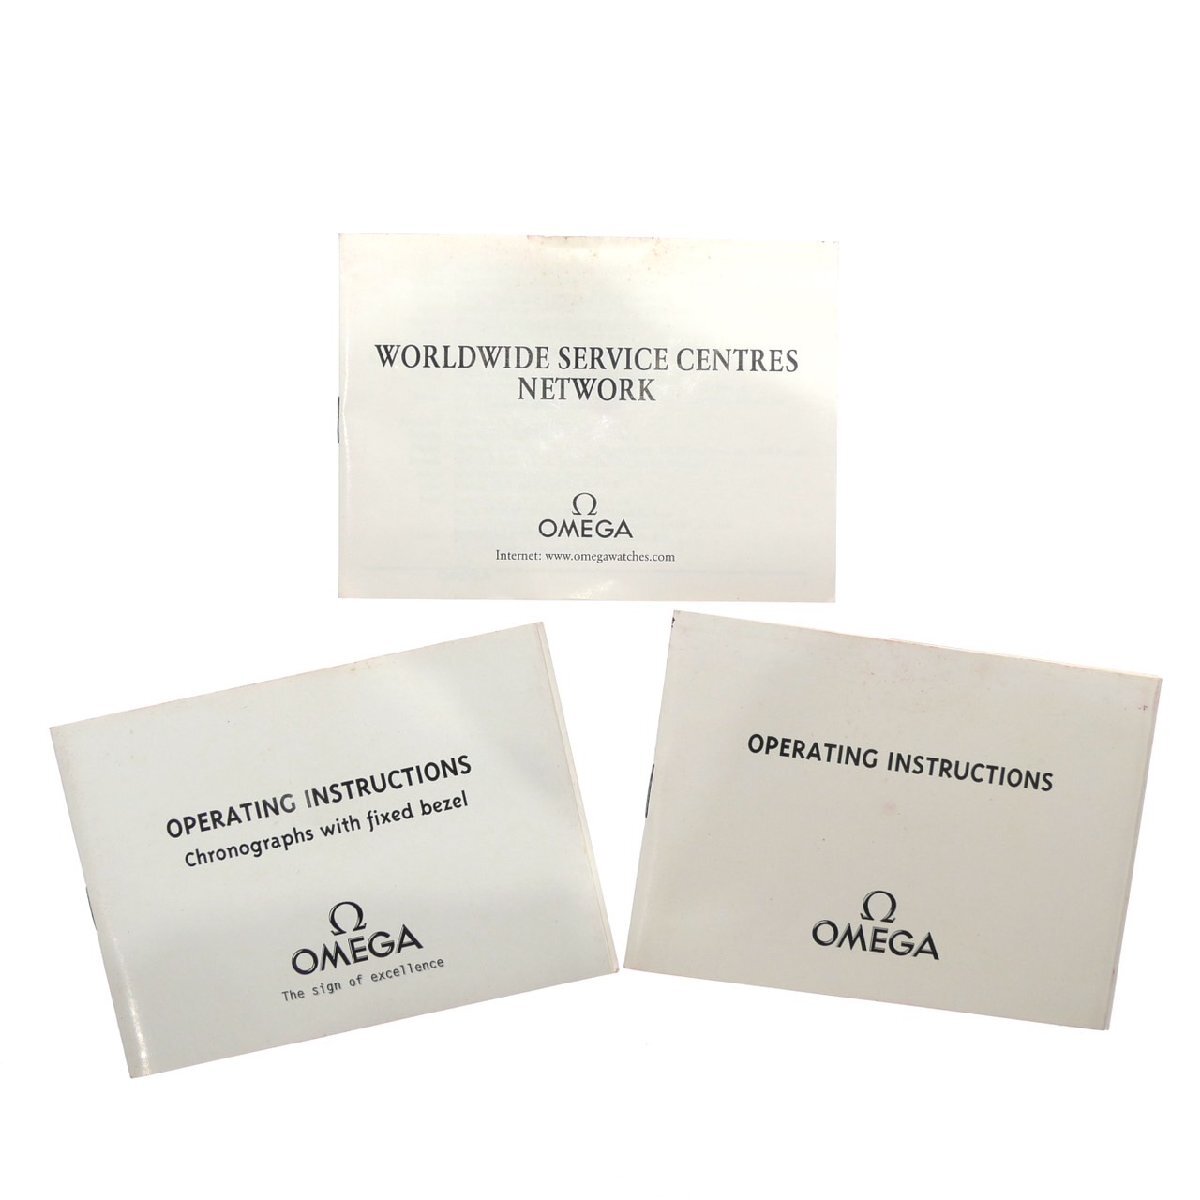 WORLDWIDE SERVICE CENTRES
NETWORK
Ω
OMEGA
Internet: www.omegawatches.com
OPERATING INSTRUCTIONS
Chronographs with fixed bezel
Ω
OMEGA
The sign of excellence
OPERATING INSTRUCTIONS
Ω
OMEGA